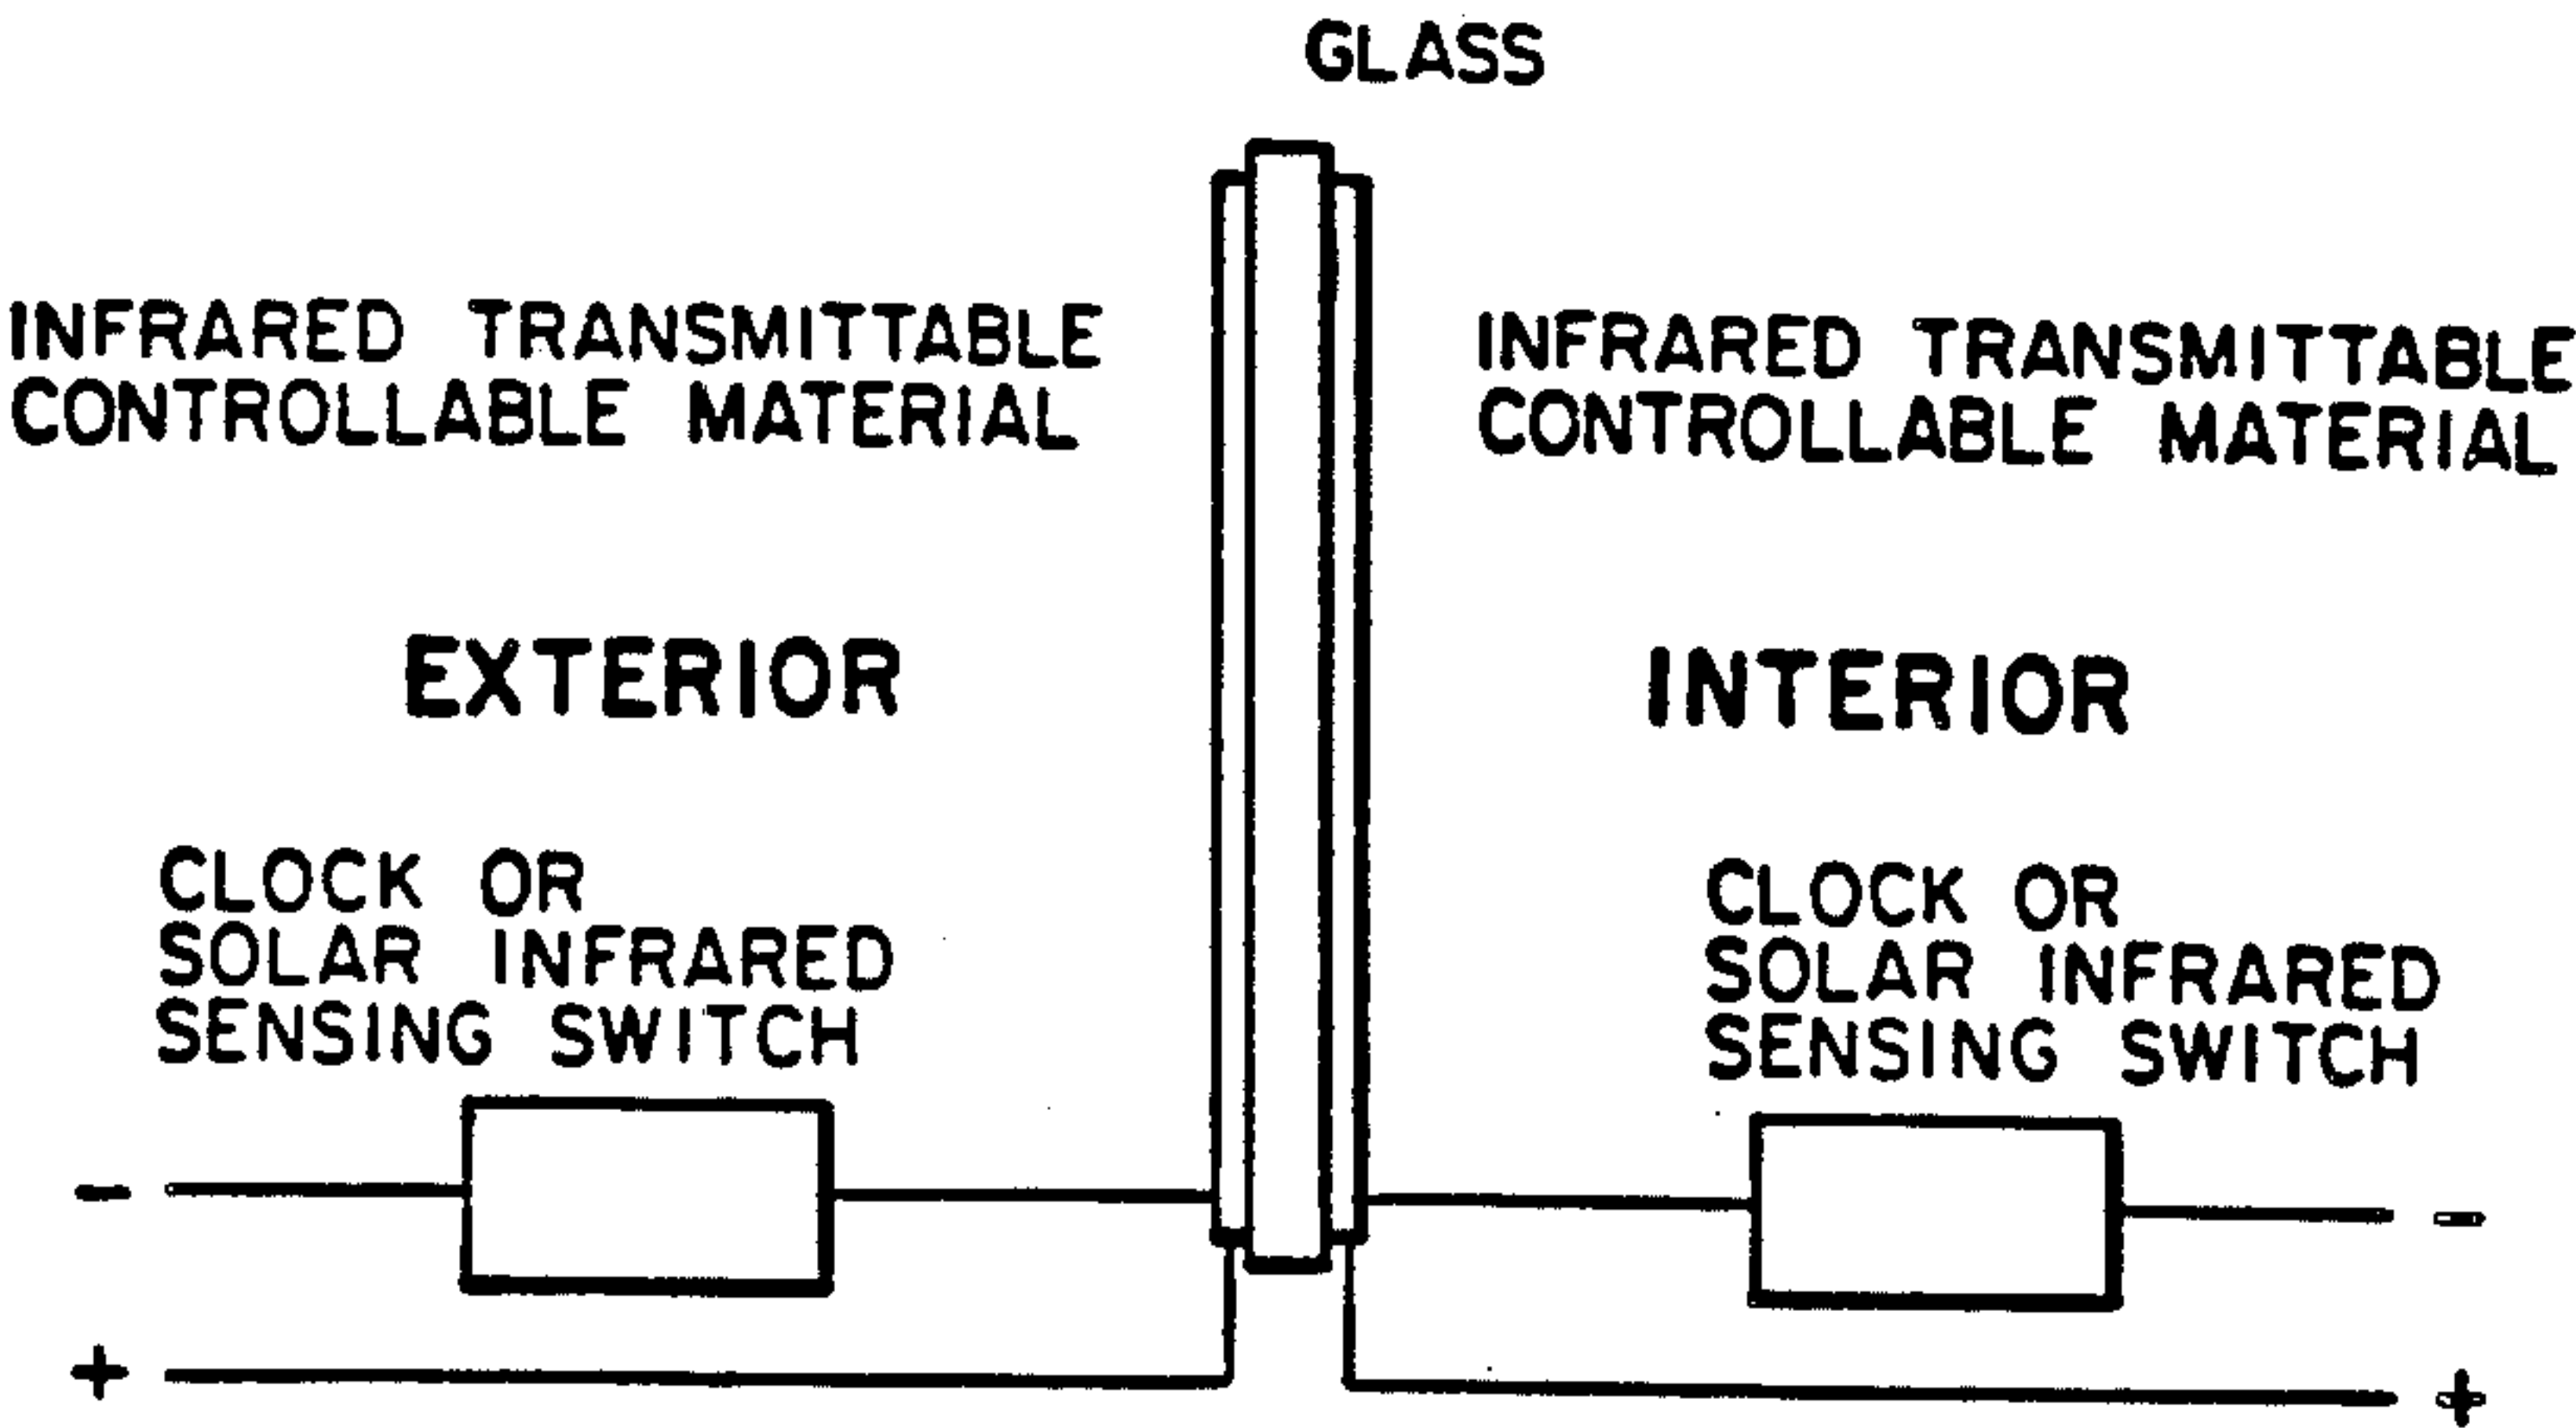 GLASS
INFRARED TRANSMITTABLE
CONTROLLABLE MATERIAL
INFRARED TRANSMITTABLE
CONTROLLABLE MATERIAL
EXTERIOR
INTERIOR
CLOCK OR
SOLAR INFRARED
SENSING SWITCH
CLOCK OR
SOLAR INFRARED
SENSING SWITCH
-
-
+
+